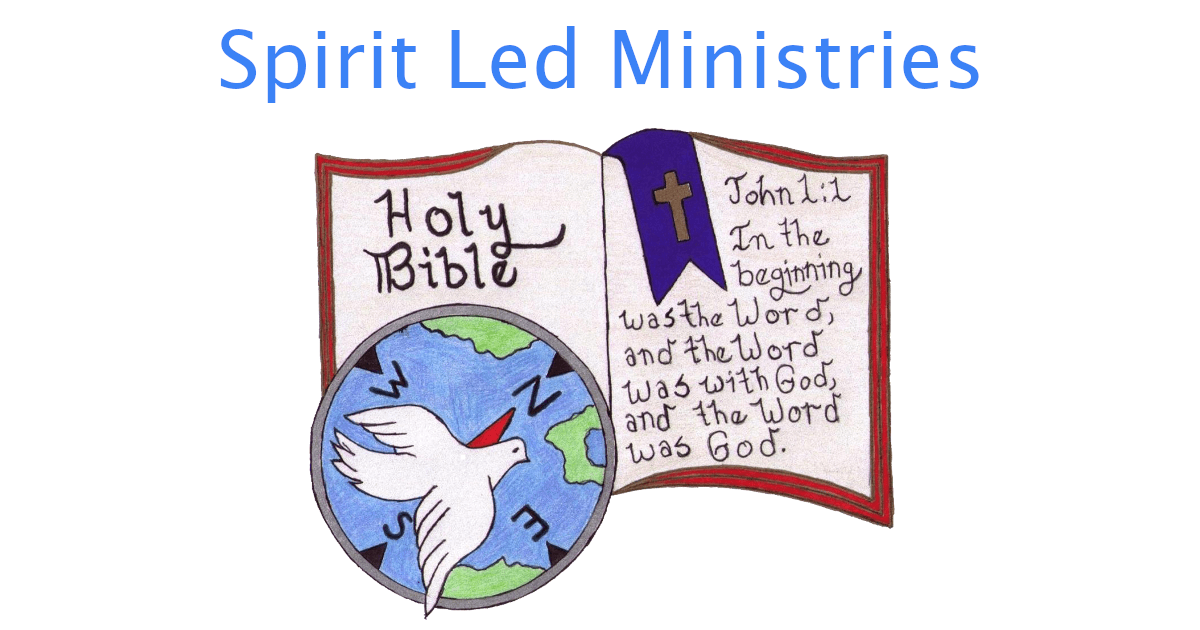 Spirit Led Ministries
Holy
Bible
John 1:1
In the
beginning
was the Word,
and the Word
was with God,
and the Word
was God.
W
N
S
E